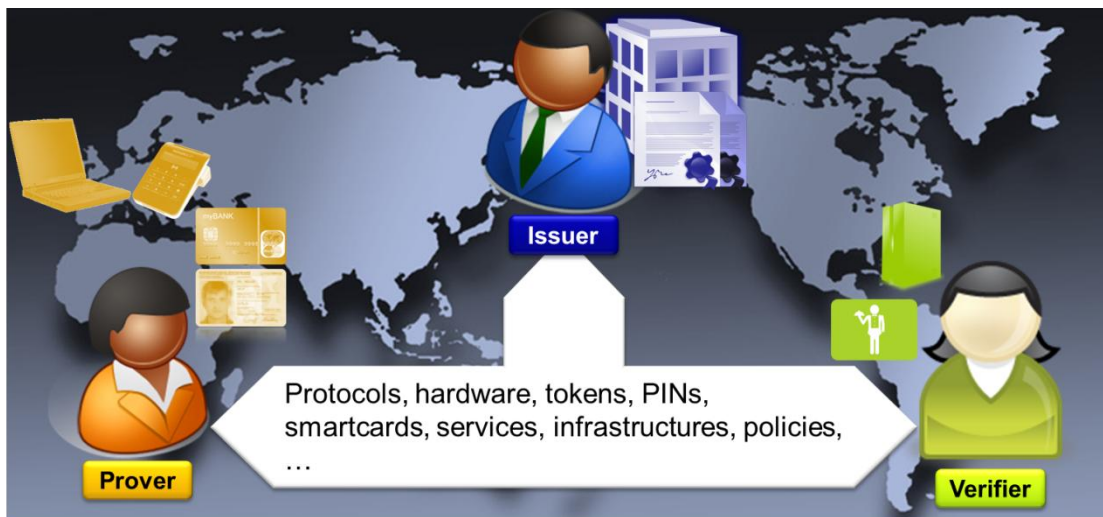 myBANK
Issuer
Protocols, hardware, tokens, PINs,
smartcards, services, infrastructures, policies,
…
Prover
Verifier